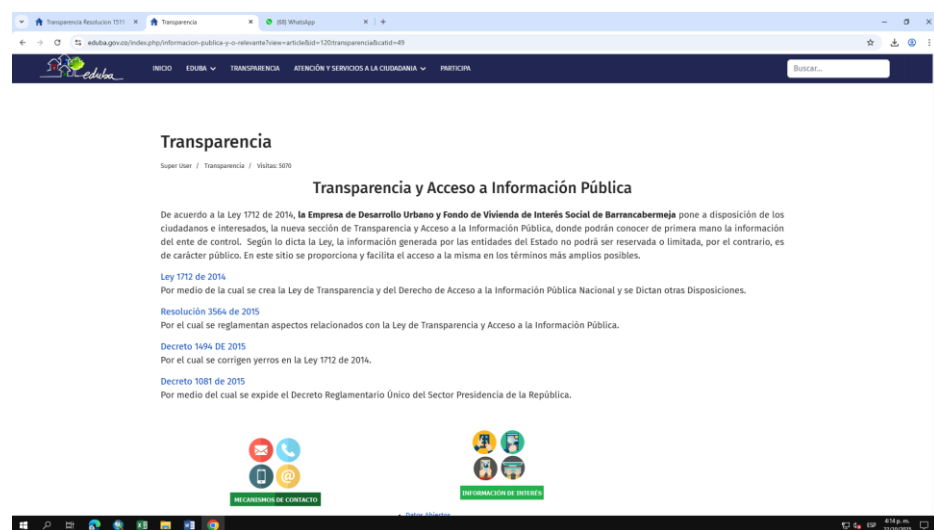 Transparencia Resolucion 1519
Transparencia
(88) WhatsApp
eduba.gov.co/index.php/informacion-publica-y-o-relevante?view=article&id=120:transparencia&catid=49
eduba
INICIO
EDUBA
TRANSPARENCIA
ATENCIÓN Y SERVICIOS A LA CIUDADANIA
PARTICIPA
Buscar...
Transparencia
Super User / Transparencia / Visitas: 5070
Transparencia y Acceso a Información Pública
De acuerdo a la Ley 1712 de 2014, la Empresa de Desarrollo Urbano y Fondo de Vivienda de Interés Social de Barrancabermeja pone a disposición de los
ciudadanos e interesados, la nueva sección de Transparencia y Acceso a la Información Pública, donde podrán conocer de primera mano la información
del ente de control. Según lo dicta la Ley, la información generada por las entidades del Estado no podrá ser reservada o limitada, por el contrario, es
de carácter público. En este sitio se proporciona y facilita el acceso a la misma en los términos más amplios posibles.
Ley 1712 de 2014
Por medio de la cual se crea la Ley de Transparencia y del Derecho de Acceso a la Información Pública Nacional y se Dictan otras Disposiciones.
Resolución 3564 de 2015
Por el cual se reglamentan aspectos relacionados con la Ley de Transparencia y Acceso a la Información Pública.
Decreto 1494 DE 2015
Por el cual se corrigen yerros en la Ley 1712 de 2014.
Decreto 1081 de 2015
Por medio del cual se expide el Decreto Reglamentario Único del Sector Presidencia de la República.
MECANISMOS DE CONTACTO
INFORMACIÓN DE INTERÉS
Datos Abiertos
ESP
4:14 p. m.
22/10/2025